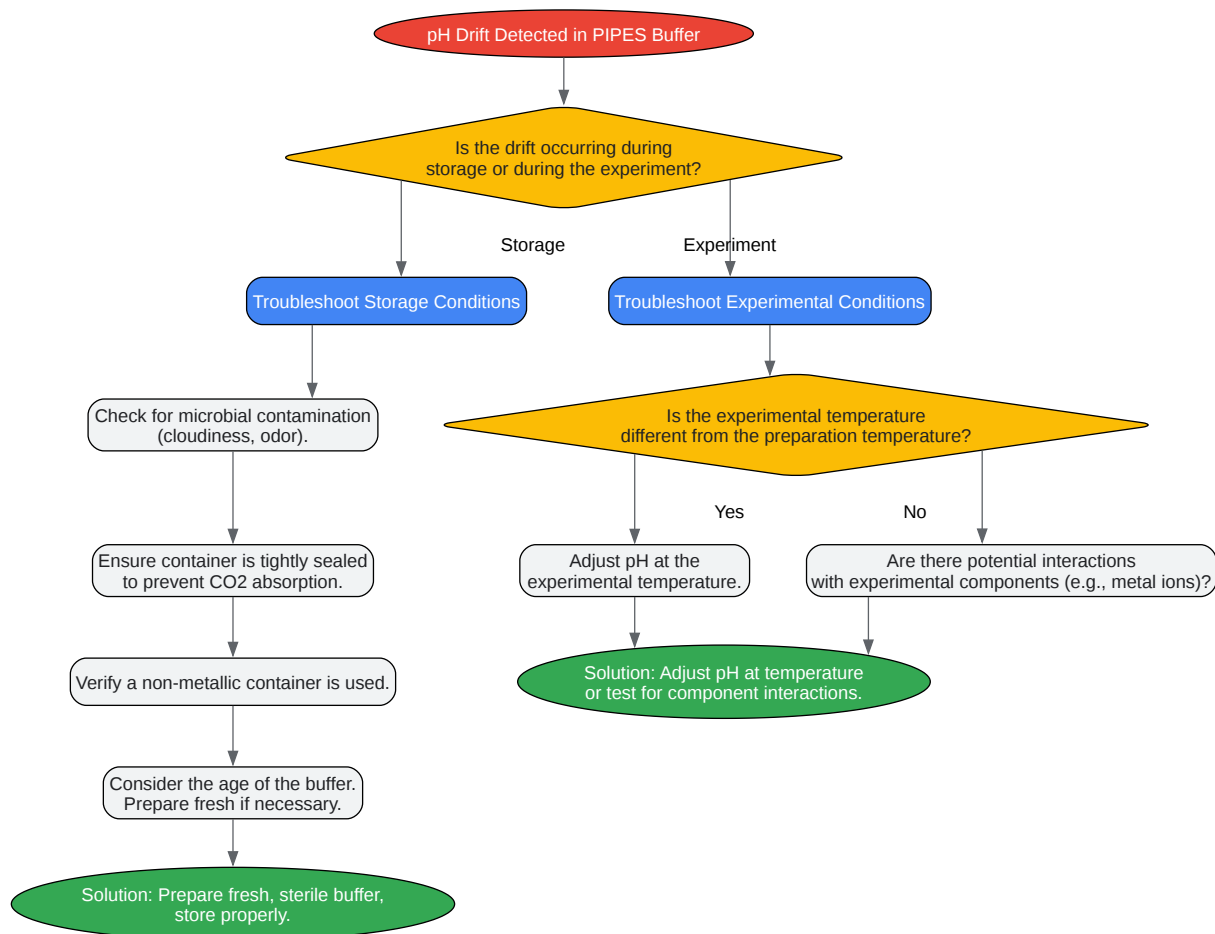 pH Drift Detected in PIPES Buffer
Is the drift occurring during
storage or during the experiment?
Storage
Experiment
Troubleshoot Storage Conditions
Troubleshoot Experimental Conditions
Check for microbial contamination
(cloudiness, odor).
Is the experimental temperature
different from the preparation temperature?
Yes
No
Ensure container is tightly sealed
to prevent CO2 absorption.
Adjust pH at the
experimental temperature.
Are there potential interactions
with experimental components (e.g., metal ions)?
Verify a non-metallic container is used.
Solution: Adjust pH at temperature
or test for component interactions.
Consider the age of the buffer.
Prepare fresh if necessary.
Solution: Prepare fresh, sterile buffer,
store properly.